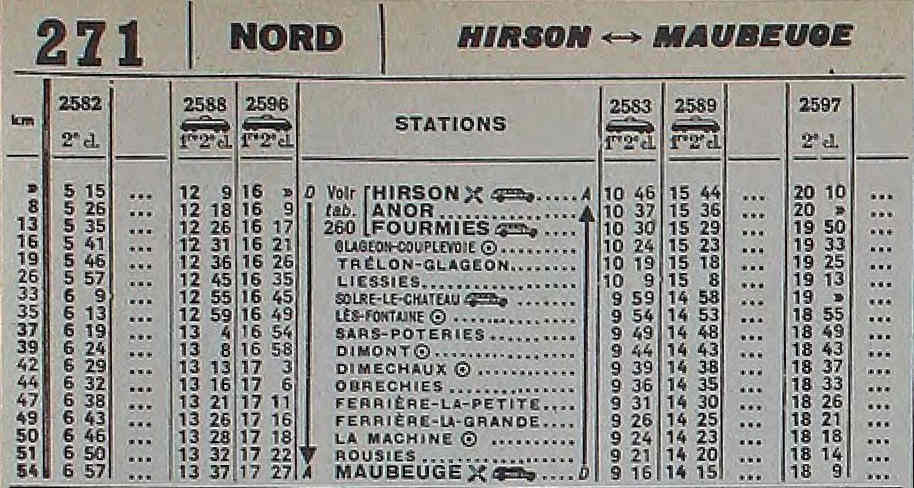 271 NORD HIRSON ↔ MAUBEUGE
km 2582 2588 2596 STATIONS 2583 2589 2597
2ᵉ cl. 1ʳᵉ2ᵉ cl. 1ʳᵉ2ᵉ cl. 1ʳᵉ2ᵉ cl. 1ʳᵉ2ᵉ cl. 2ᵉ cl.
» 5 15 ... 12 9 16 » D Voir HIRSON ..... A 10 46 15 44 ... 20 10 ...
8 5 26 ... 12 18 16 9 tab. ANOR ..... 10 37 15 36 ... 20 » ...
13 5 35 ... 12 26 16 17 260 FOURMIES .... 10 30 15 29 ... 19 50 ...
16 5 41 ... 12 31 16 21 GLAGEON-COUPLEVOIE ⊙ ..... 10 24 15 23 ... 19 33 ...
19 5 46 ... 12 36 16 26 TRÉLON-GLAGEON ..... 10 19 15 18 ... 19 25 ...
26 5 57 ... 12 45 16 35 LIESSIES ..... 10 9 15 8 ... 19 13 ...
33 6 9 ... 12 55 16 45 SOLRE-LE-CHATEAU ..... 9 59 14 58 ... 19 » ...
35 6 13 ... 12 59 16 49 LÈS-FONTAINE ⊙ ..... 9 54 14 53 ... 18 55 ...
37 6 19 ... 13 4 16 54 SARS-POTERIES ..... 9 49 14 48 ... 18 49 ...
39 6 24 ... 13 8 16 58 DIMONT ⊙ ..... 9 44 14 43 ... 18 43 ...
42 6 29 ... 13 13 17 3 DIMECHAUX ⊙ ..... 9 39 14 38 ... 18 37 ...
44 6 32 ... 13 16 17 6 OBRECHIES ..... 9 36 14 35 ... 18 33 ...
47 6 38 ... 13 21 17 11 FERRIÈRE-LA-PETITE .... 9 31 14 30 ... 18 26 ...
49 6 43 ... 13 26 17 16 FERRIÈRE-LA-GRANDE .... 9 26 14 25 ... 18 21 ...
50 6 46 ... 13 28 17 18 LA MACHINE ⊙ ..... 9 24 14 23 ... 18 18 ...
51 6 50 ... 13 32 17 22 ROUSIES ..... 9 21 14 20 ... 18 14 ...
54 6 57 ... 13 37 17 27 A MAUBEUGE .... D 9 16 14 15 ... 18 9 ...